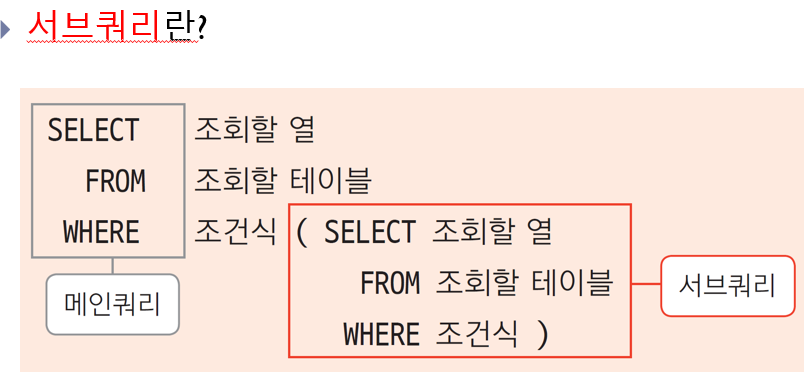 서브쿼리란?
SELECT 조회할 열
FROM 조회할 테이블
WHERE 조건식 ( SELECT 조회할 열
FROM 조회할 테이블
WHERE 조건식 )
메인쿼리
서브쿼리